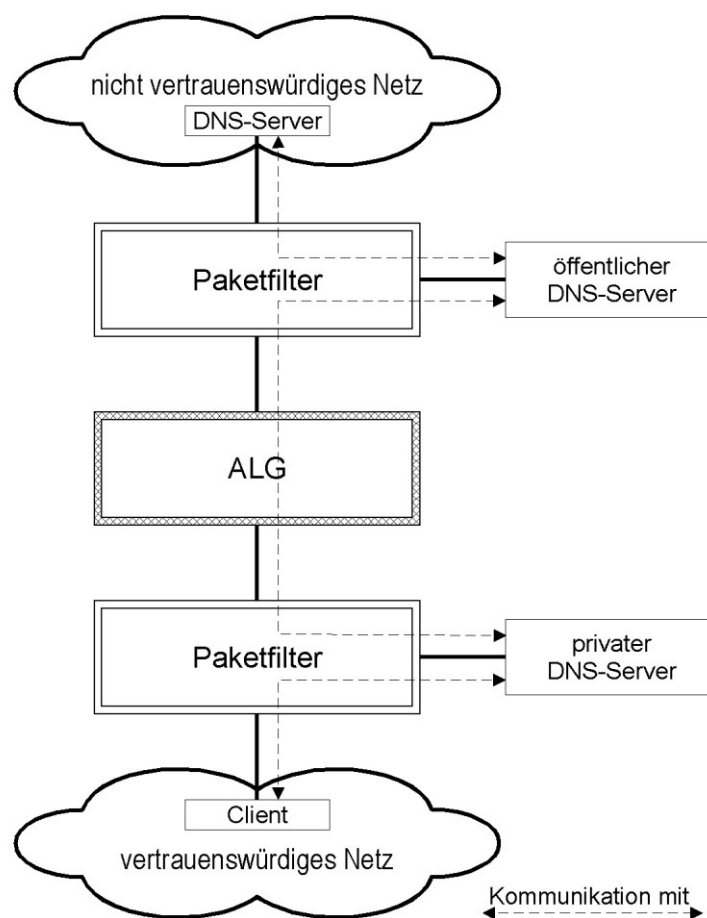 nicht vertrauenswürdiges Netz
DNS-Server
Paketfilter
öffentlicher
DNS-Server
ALG
Paketfilter
privater
DNS-Server
Client
vertrauenswürdiges Netz
Kommunikation mit